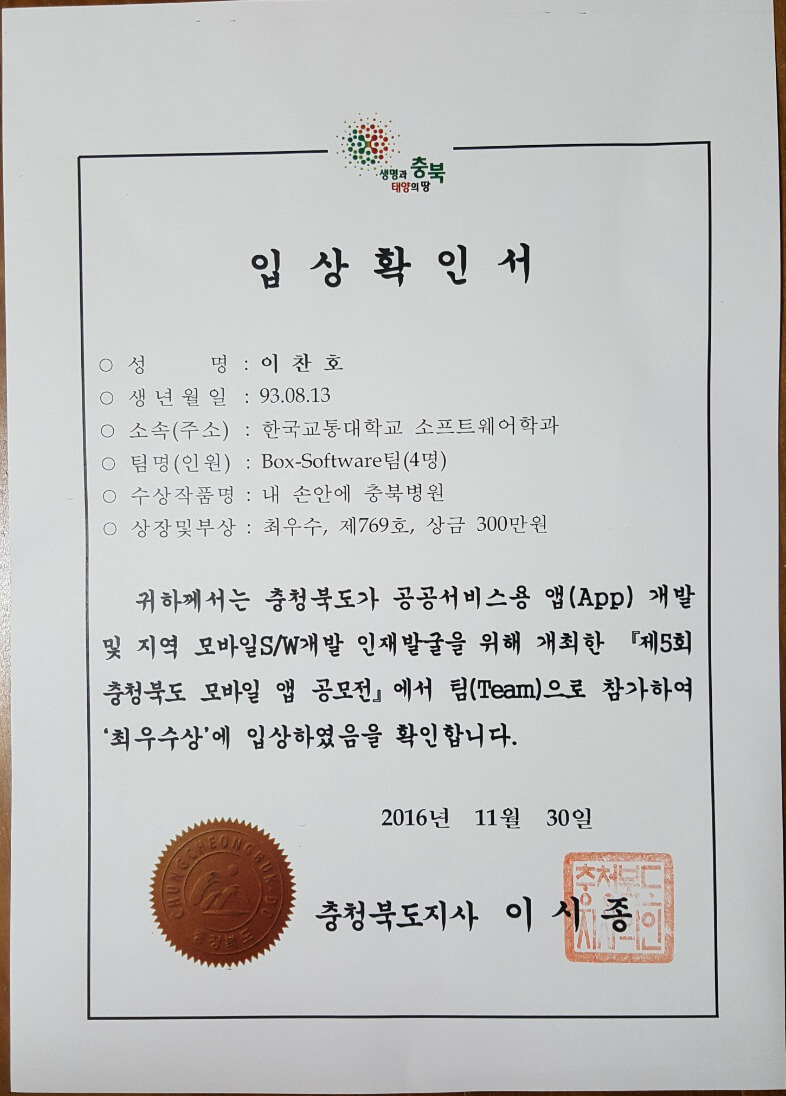 생명과 충북
태양의 땅
입상확인서
○ 성 명 : 이 찬 호
○ 생년월일 : 93.08.13
○ 소속(주소) : 한국교통대학교 소프트웨어학과
○ 팀명(인원) : Box-Software팀(4명)
○ 수상작품명 : 내 손안에 충북병원
○ 상장및부상 : 최우수, 제769호, 상금 300만원
귀하께서는 충청북도가 공공서비스용 앱(App) 개발
및 지역 모바일S/W개발 인재발굴을 위해 개최한 『제5회
충청북도 모바일 앱 공모전』에서 팀(Team)으로 참가하여
‘최우수상’에 입상하였음을 확인합니다.
2016년 11월 30일
CHUNGCHEONGBUK-DO
충청북도
충청북도지사 이 시 종
충청북도
지사의인